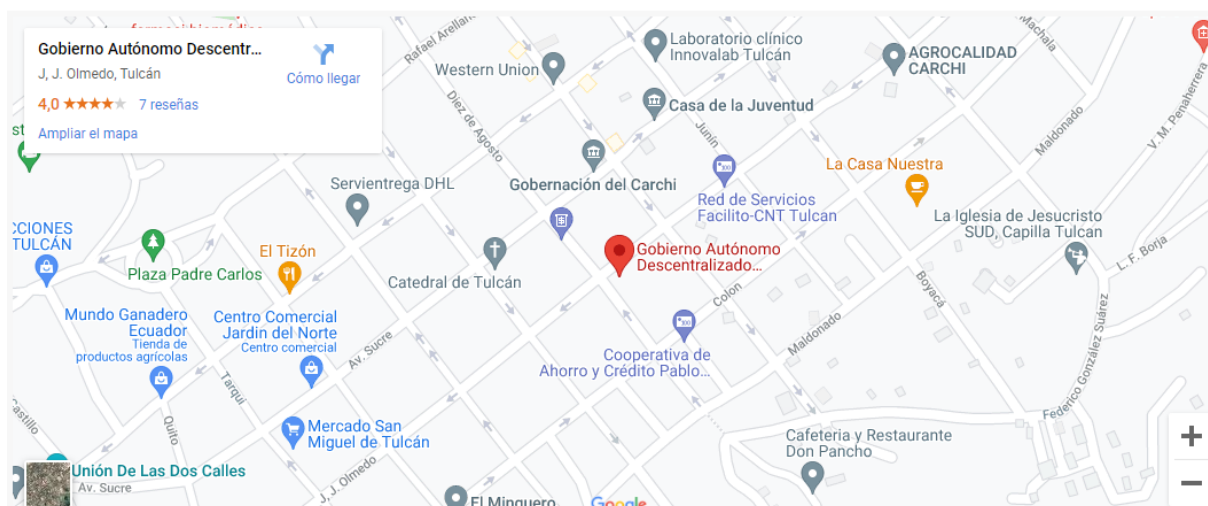 Gobierno Autónomo Descentr...
J, J. Olmedo, Tulcán
4,0
7 reseñas
Ampliar el mapa
Cómo llegar
Rafael Arellan
Western Union
Laboratorio clínico
Innovalab Tulcán
AGROCALIDAD
CARCHI
Machala
V. M. Penaherrera
Diez de Agosto
Casa de la Juventud
Junín
Maldonado
Servientrega DHL
Gobernación del Carchi
Red de Servicios
Facilito-CNT Tulcan
La Casa Nuestra
La Iglesia de Jesucristo
SUD, Capilla Tulcan
CCIONES
TULCÁN
Plaza Padre Carlos
El Tizón
Catedral de Tulcán
Gobierno Autónomo
Descentralizado...
L. F. Borja
Colon
Boyacá
Mundo Ganadero
Ecuador
Tienda de
productos agrícolas
Centro Comercial
Jardin del Norte
Centro comercial
Av. Sucre
Cooperativa de
Ahorro y Crédito Pablo...
Maldonado
Federico González Suárez
Tarqui
Quito
Castillo
Mercado San
Miguel de Tulcán
Cafeteria y Restaurante
Don Pancho
Unión De Las Dos Calles
Av. Sucre
J. J. Olmedo
El Minguero
Google